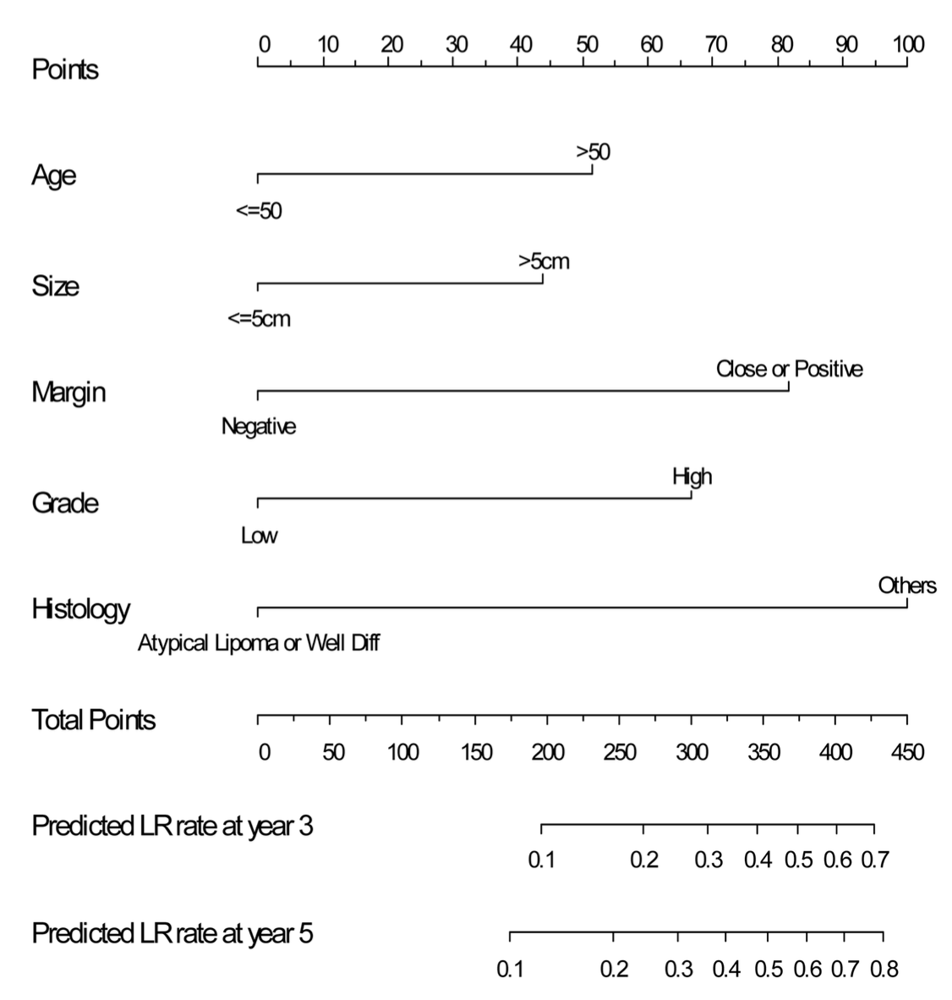 0 10 20 30 40 50 60 70 80 90 100
Points
>50
Age
<=50
>5cm
Size
<=5cm
Close or Positive
Margin
Negative
High
Grade
Low
Others
Histology
Atypical Lipoma or Well Diff
Total Points
0 50 100 150 200 250 300 350 400 450
Predicted LR rate at year 3
0.1 0.2 0.3 0.4 0.5 0.6 0.7
Predicted LR rate at year 5
0.1 0.2 0.3 0.4 0.5 0.6 0.7 0.8